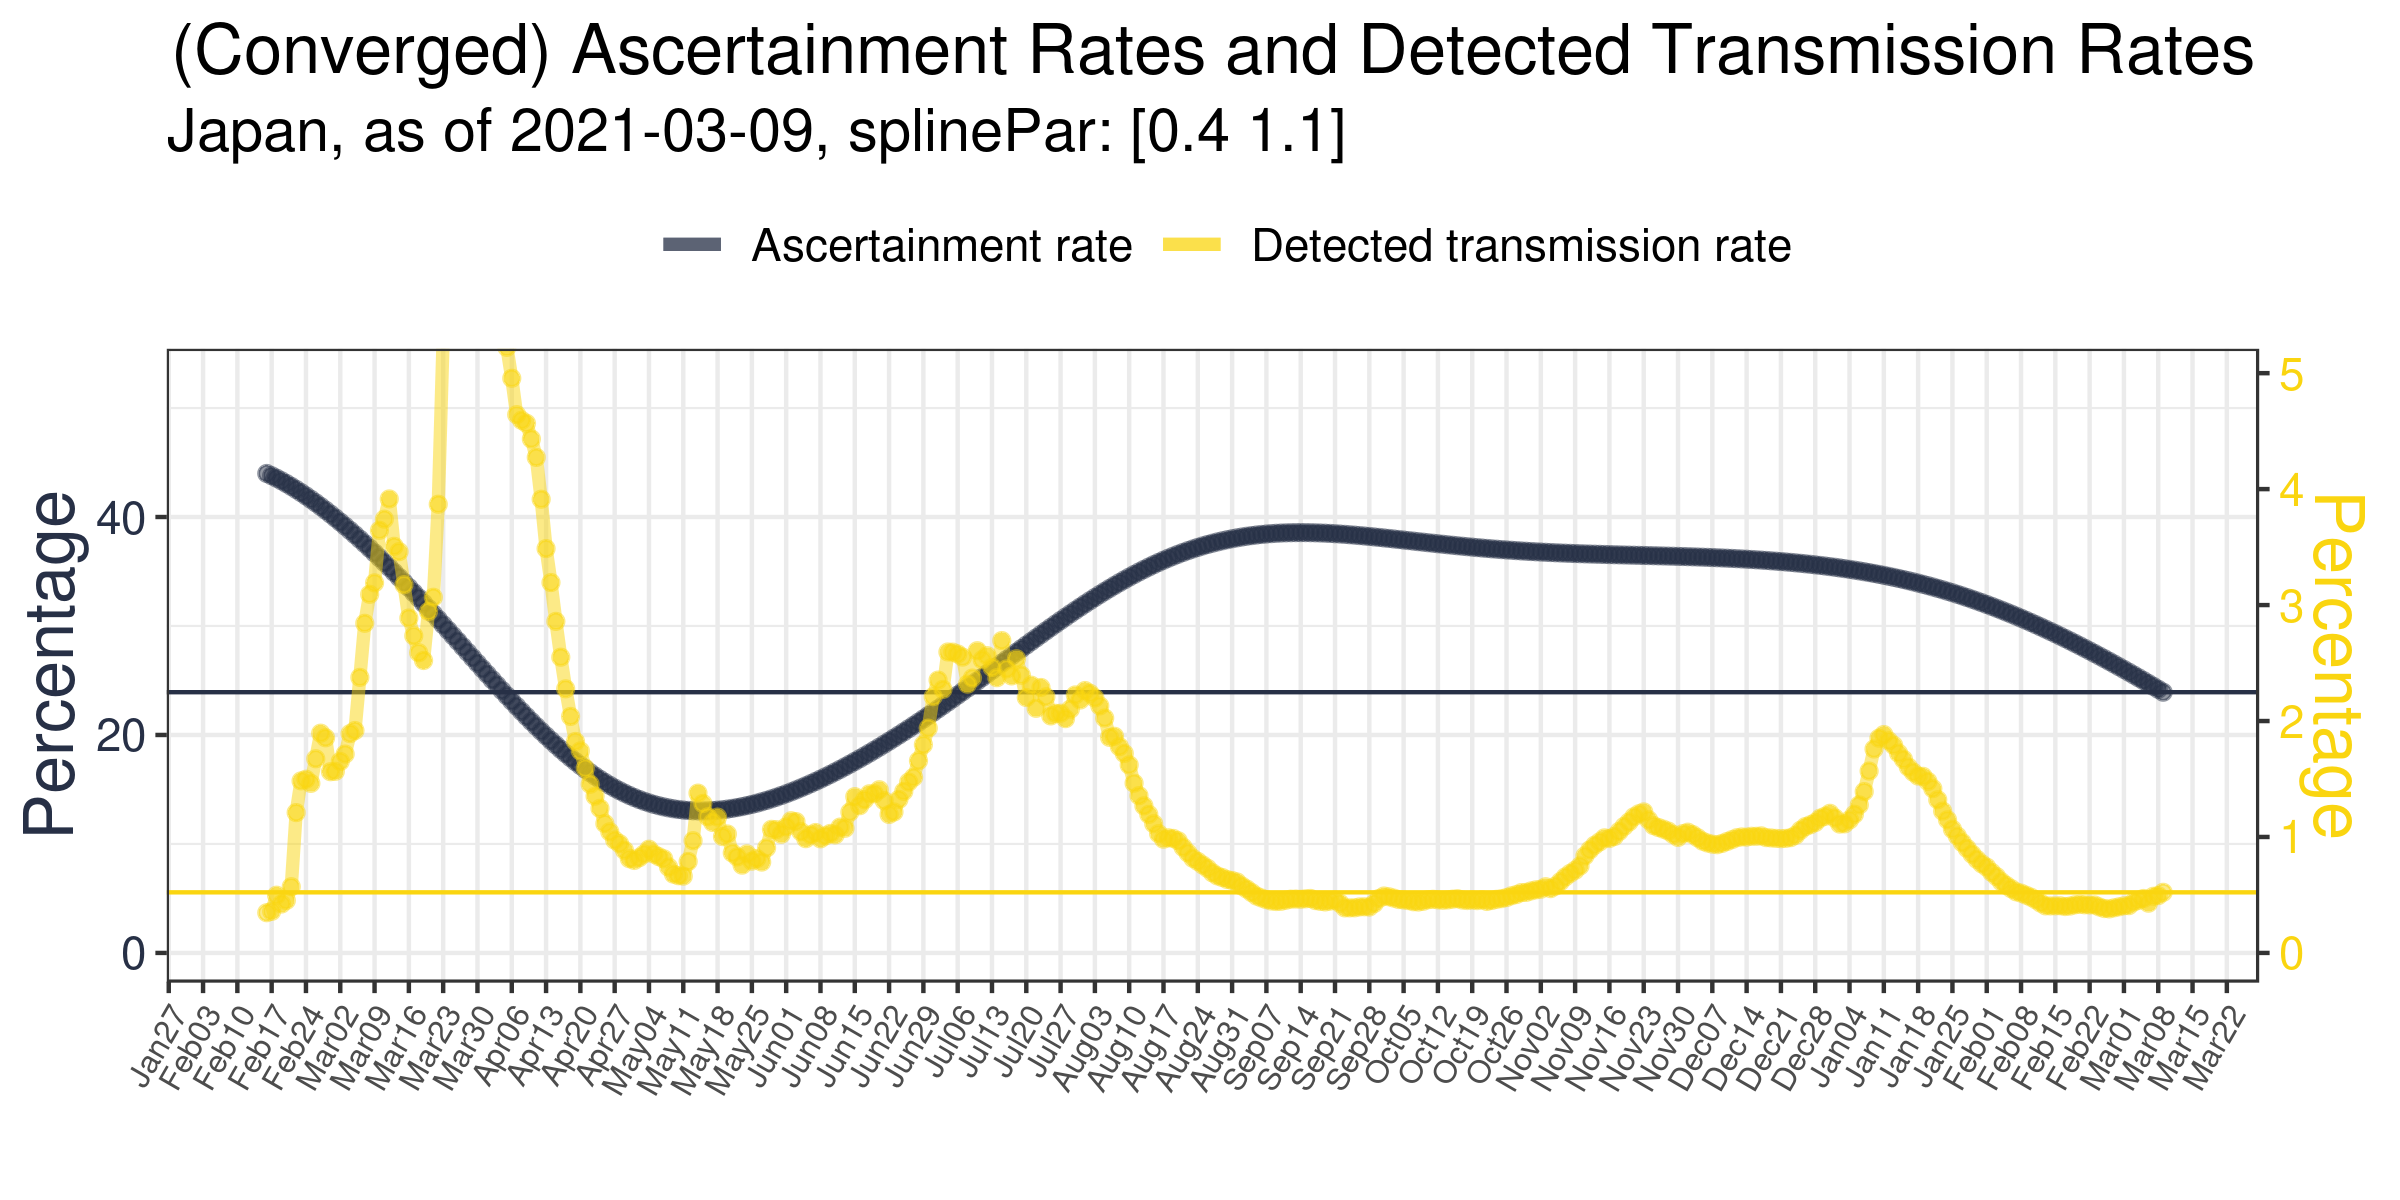 (Converged) Ascertainment Rates and Detected Transmission Rates
Japan, as of 2021-03-09, splinePar: [0.4 1.1]
Ascertainment rate
Detected transmission rate
Percentage
40
20
0
5
4
3
2
1
0
Percentage
Jan27
Feb03
Feb10
Feb17
Feb24
Mar02
Mar09
Mar16
Mar23
Mar30
Apr06
Apr13
Apr20
Apr27
May04
May11
May18
May25
Jun01
Jun08
Jun15
Jun22
Jun29
Jul06
Jul13
Jul20
Jul27
Aug03
Aug10
Aug17
Aug24
Aug31
Sep07
Sep14
Sep21
Sep28
Oct05
Oct12
Oct19
Oct26
Nov02
Nov09
Nov16
Nov23
Nov30
Dec07
Dec14
Dec21
Dec28
Jan04
Jan11
Jan18
Jan25
Feb01
Feb08
Feb15
Feb22
Mar01
Mar08
Mar15
Mar22